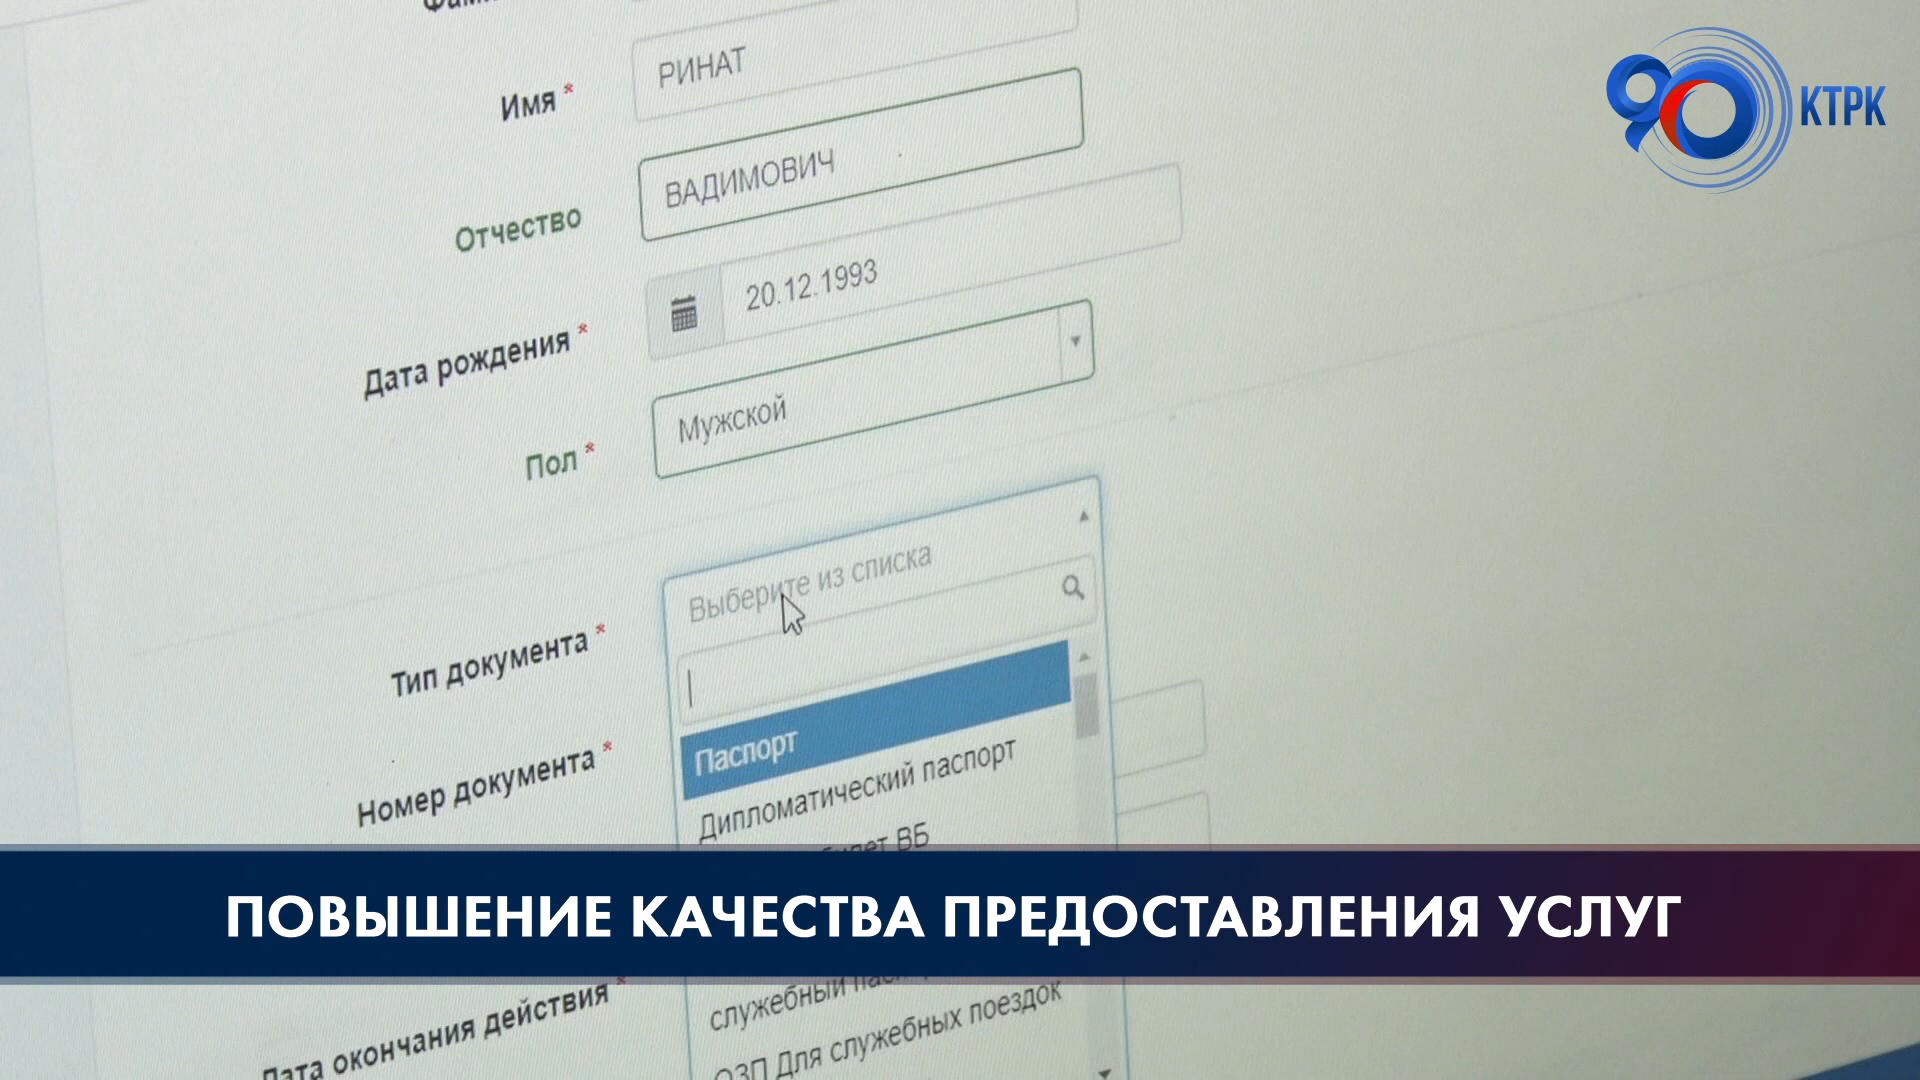 Имя *
РИНАТ
Отчество
ВАДИМОВИЧ
Дата рождения *
20.12.1993
Пол *
Мужской
Тип документа *
Выберите из списка
Паспорт
Дипломатический паспорт
ВБ
Номер документа *
служебный
ОЗП Для служебных поездок
Дата окончания действия *
ПОВЫШЕНИЕ КАЧЕСТВА ПРЕДОСТАВЛЕНИЯ УСЛУГ
90 КТРК